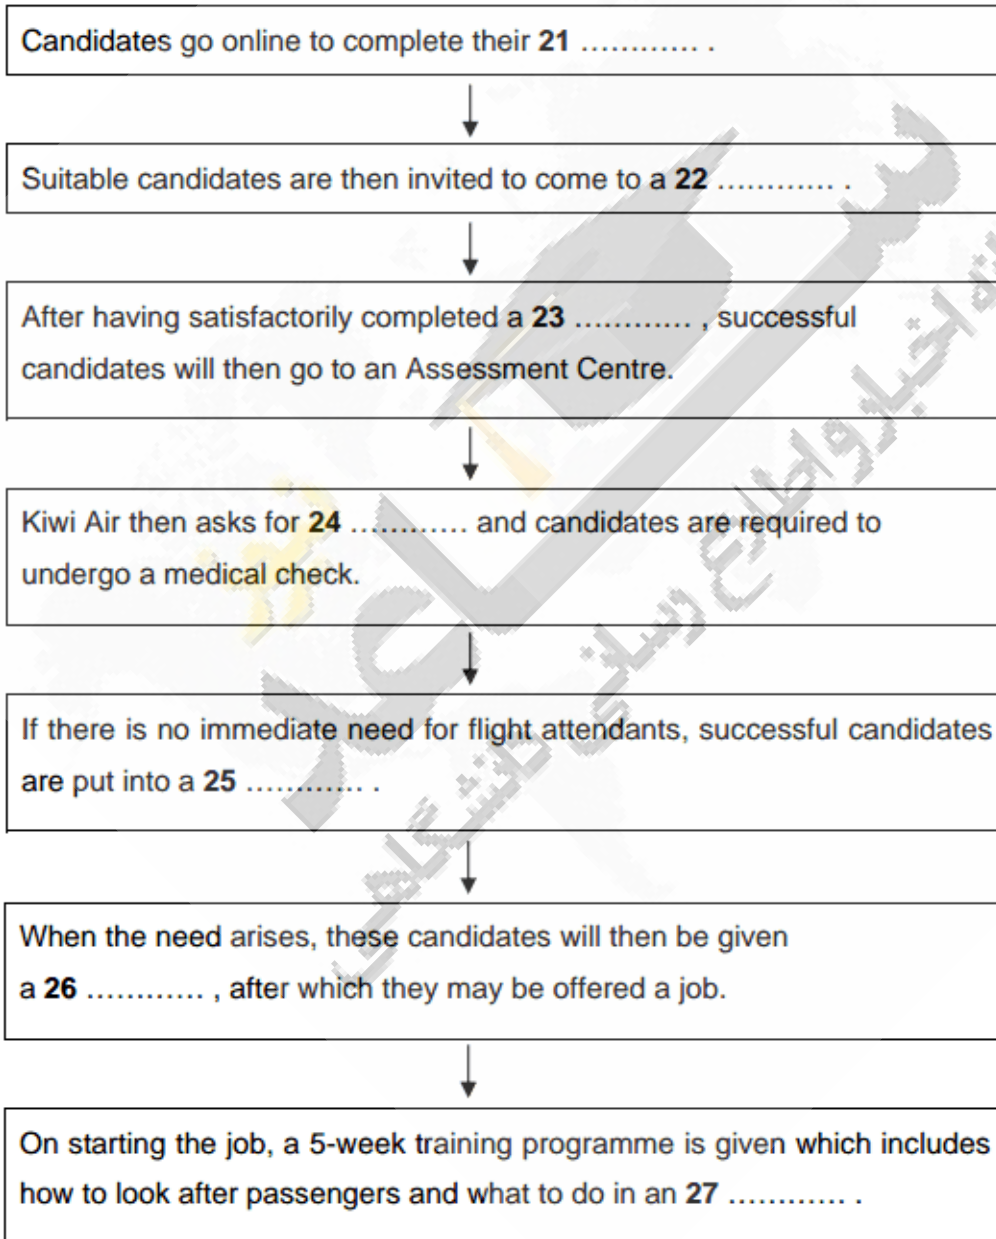 Candidates go online to complete their 21 ………… .
Suitable candidates are then invited to come to a 22 ………… .
After having satisfactorily completed a 23 ………… , successful
candidates will then go to an Assessment Centre.
Kiwi Air then asks for 24 ………… and candidates are required to
undergo a medical check.
If there is no immediate need for flight attendants, successful candidates
are put into a 25 ………… .
When the need arises, these candidates will then be given
a 26 ………… , after which they may be offered a job.
On starting the job, a 5-week training programme is given which includes
how to look after passengers and what to do in an 27 ………… .